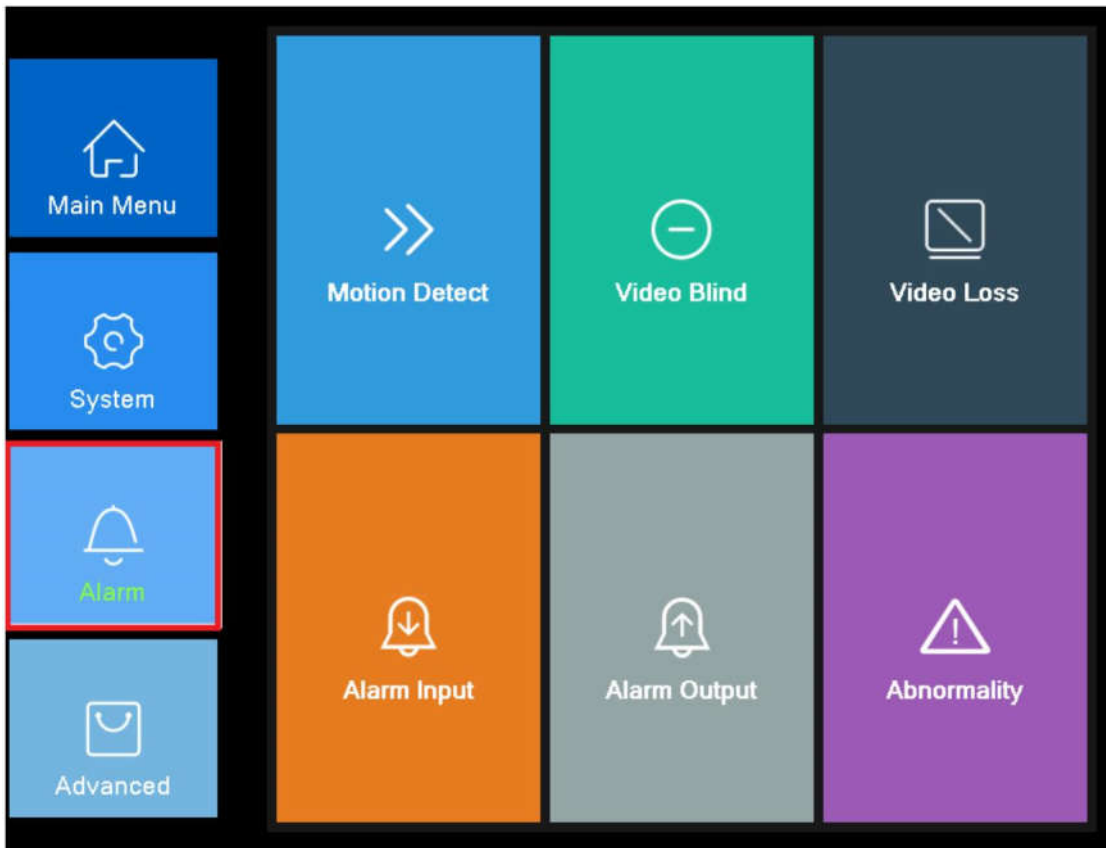 Main Menu
System
Alarm
Advanced
Motion Detect
Video Blind
Video Loss
Alarm Input
Alarm Output
Abnormality